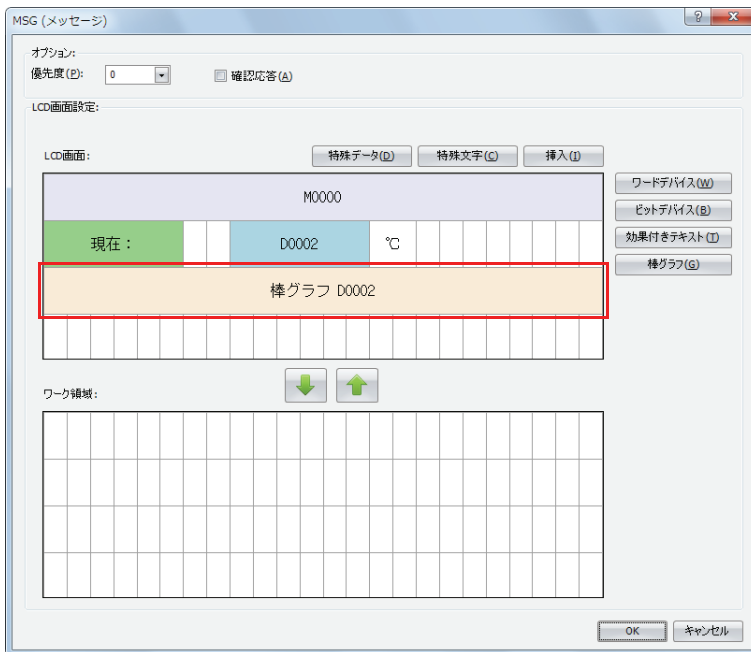 MSG (メッセージ)
オプション:
優先度(P): 0 確認応答(A)
LCD画面設定:
LCD画面: 特殊データ(D) 特殊文字(C) 挿入(I)
M0000 ワードデバイス(W)
ビットデバイス(B)
現在： D0002 ℃ 効果付きテキスト(T)
棒グラフ(G)
棒グラフ D0002
ワーク領域:
OK キャンセル